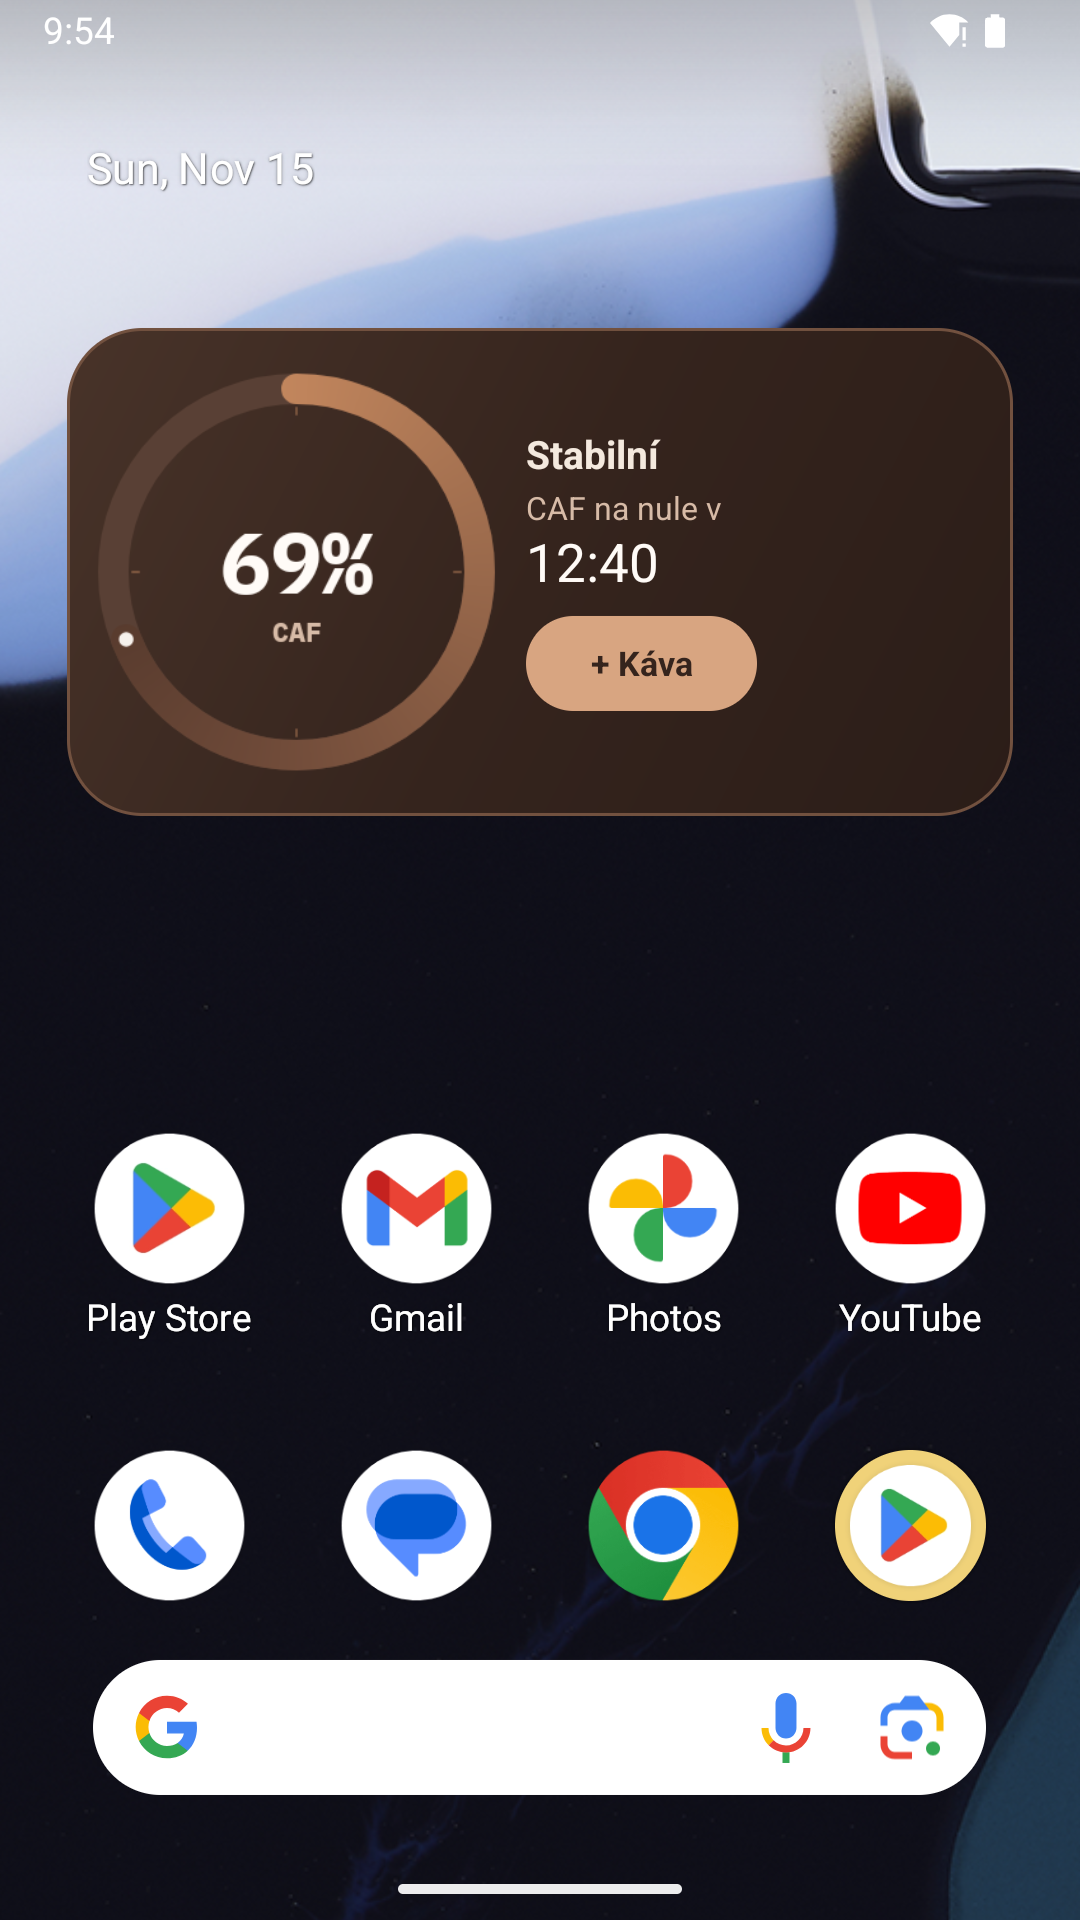 9:54
Sun, Nov 15
69%
CAF
Stabilní
CAF na nule v
12:40
+ Káva
Play Store
Gmail
Photos
YouTube